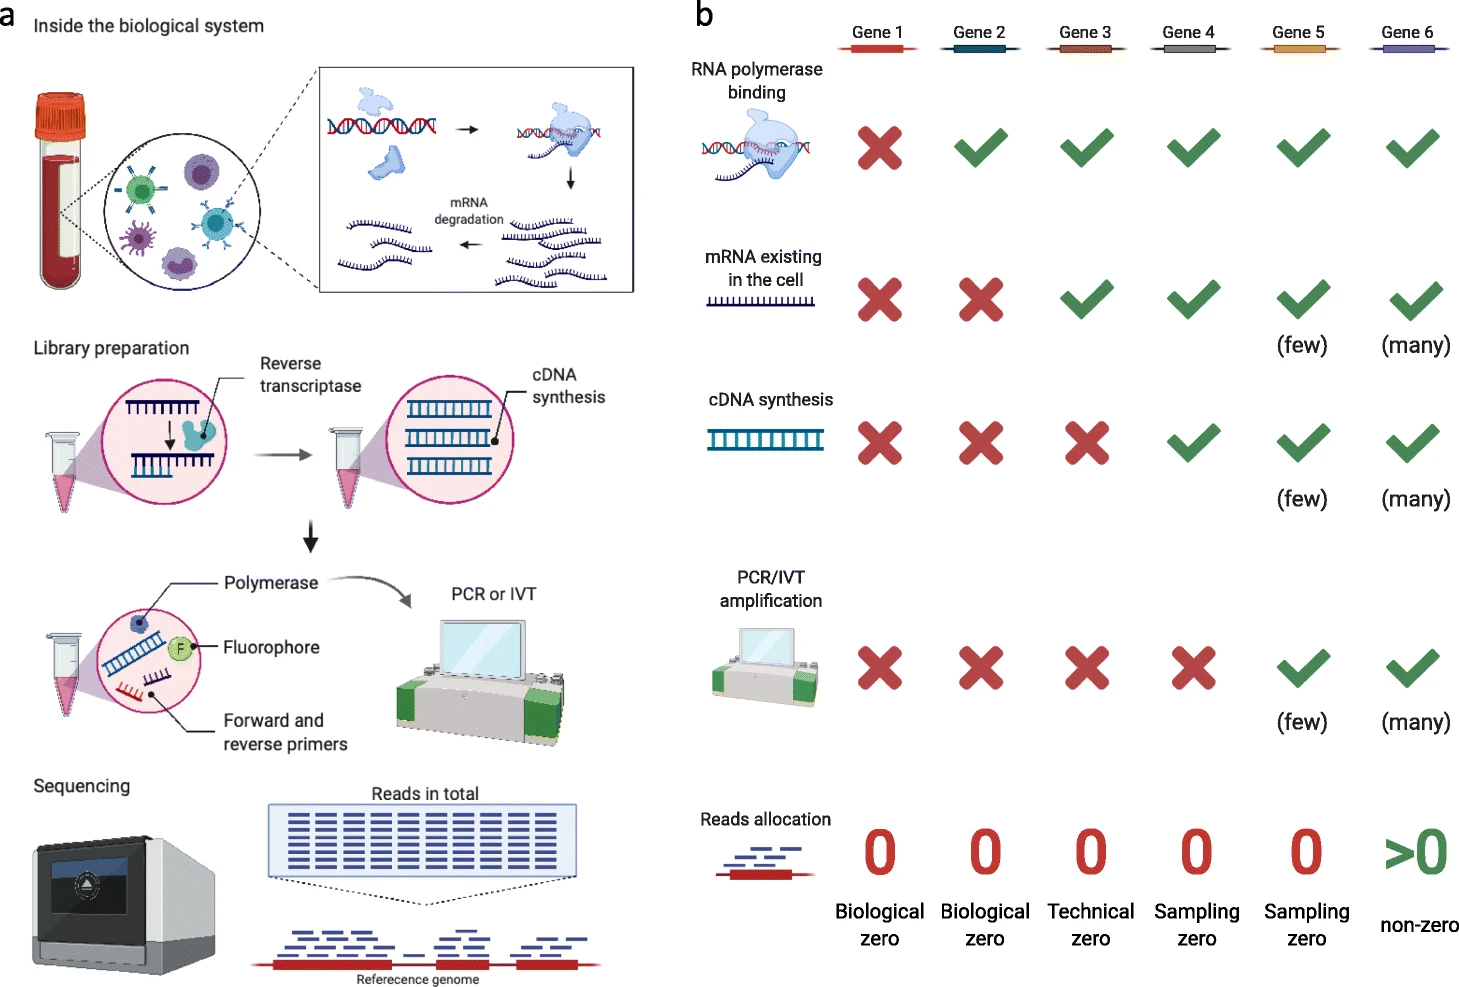 a
Inside the biological system
mRNA
degradation
Library preparation
Reverse
transcriptase
cDNA
synthesis
Polymerase
Fluorophore
F
Forward and
reverse primers
PCR or IVT
Sequencing
Reads in total
Referecence genome
b
Gene 1 Gene 2 Gene 3 Gene 4 Gene 5 Gene 6
RNA polymerase
binding
mRNA existing
in the cell
(few) (many)
cDNA synthesis
(few) (many)
PCR/IVT
amplification
(few) (many)
Reads allocation
0 0 0 0 0 >0
Biological Biological Technical Sampling Sampling non-zero
zero zero zero zero zero